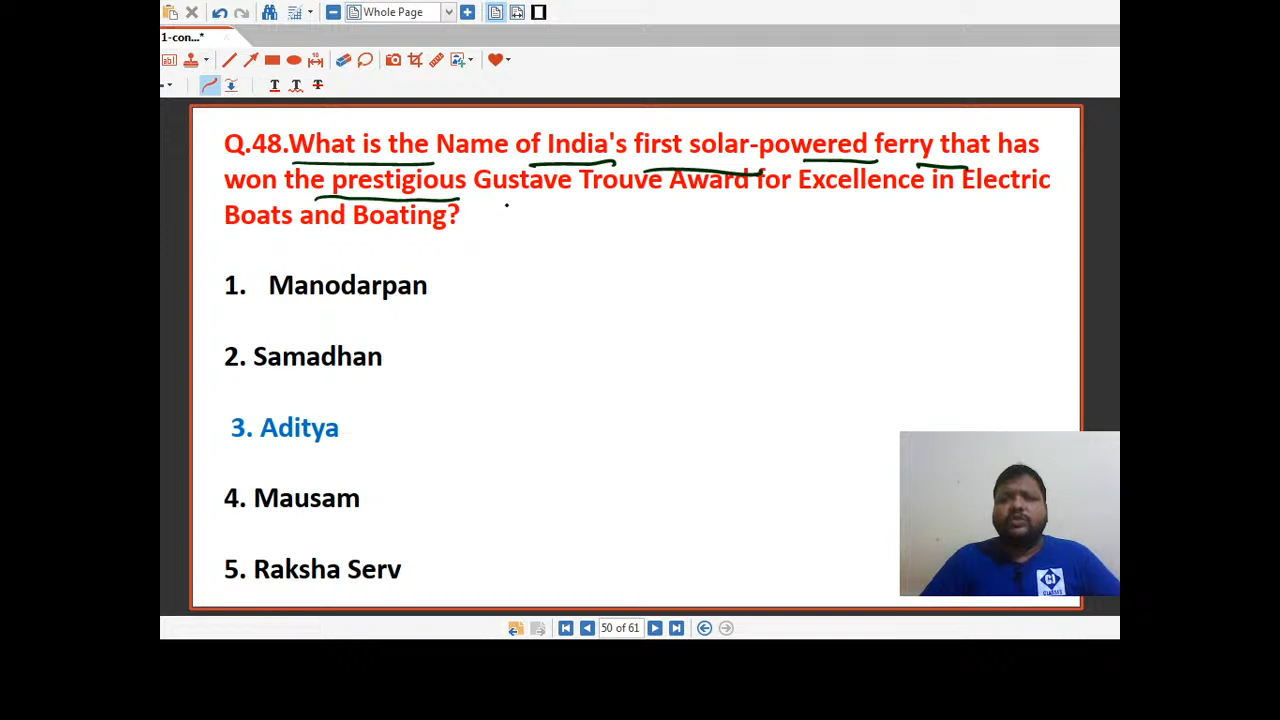 Whole Page
1-con...*
Q.48.What is the Name of India's first solar-powered ferry that has
won the prestigious Gustave Trouve Award for Excellence in Electric
Boats and Boating?
1. Manodarpan
2. Samadhan
3. Aditya
4. Mausam
5. Raksha Serv
CLASSES
50 of 61